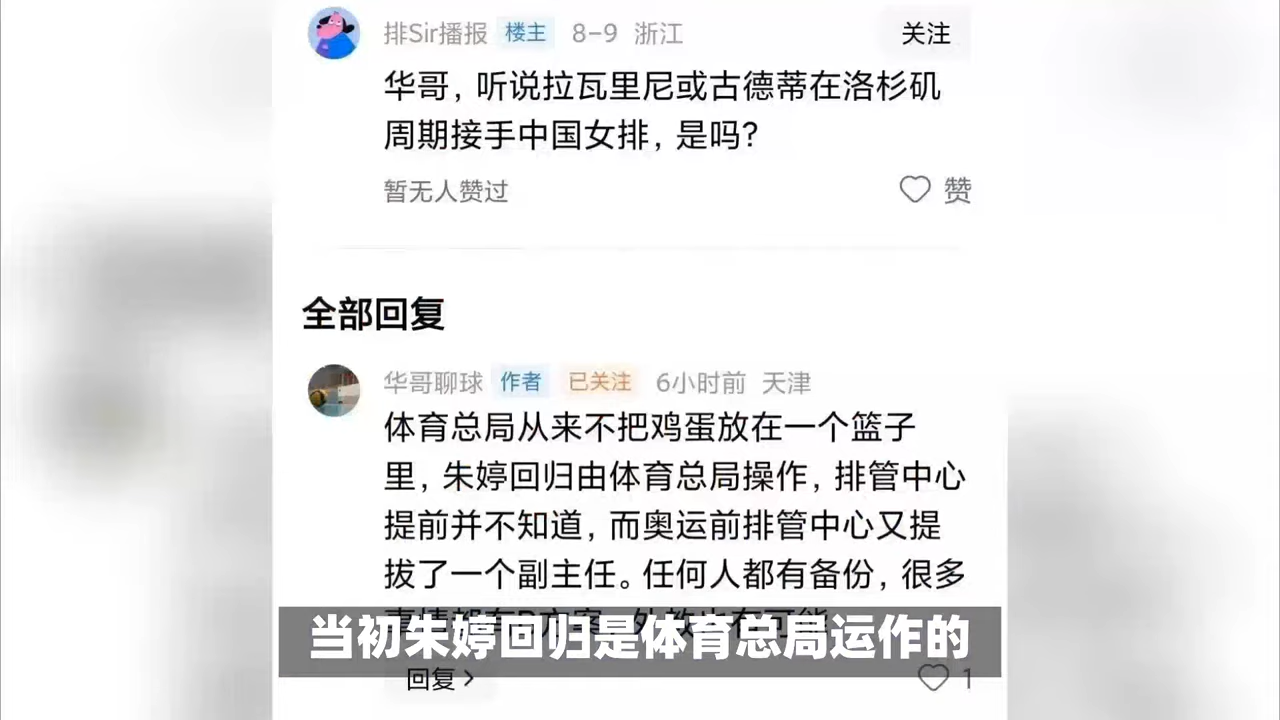 排Sir播报 楼主 8-9 浙江 关注
华哥，听说拉瓦里尼或古德蒂在洛杉矶
周期接手中国女排，是吗？
暂无人赞过 赞
全部回复
华哥聊球 作者 已关注 6小时前 天津
体育总局从来不把鸡蛋放在一个篮子
里，朱婷回归由体育总局操作，排管中心
提前并不知道，而奥运前排管中心又提
拔了一个副主任。任何人都有备份，很多
当初朱婷回归是体育总局运作的
回复 1